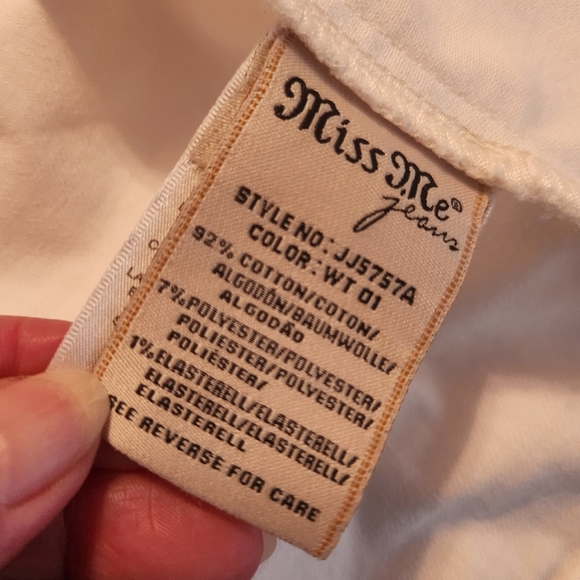 Miss Me®
jeans
STYLE NO: JJ5757A
COLOR: WT 01
92% COTTON/COTON/
ALGODÓN/BAUMWOLLE/
ALGODÃO
7%POLYESTER/POLYESTER/
POLIESTER/POLYESTER/
POLIÉSTER/
1%ELASTERELL/ELASTERELL/
ELASTERELL/ELASTERELL/
ELASTERELL
SEE REVERSE FOR CARE